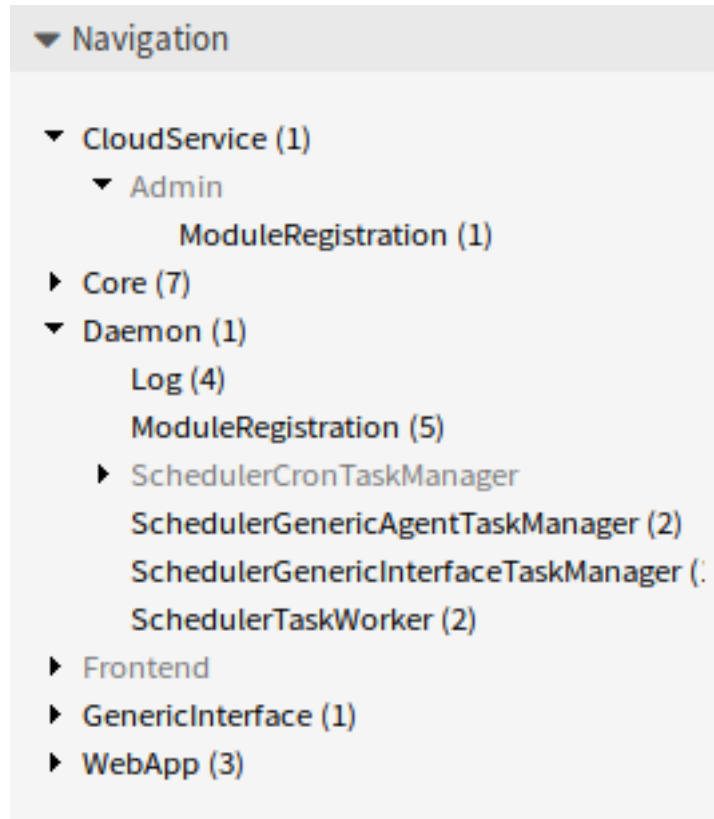 Navigation
CloudService (1)
Admin
ModuleRegistration (1)
Core (7)
Daemon (1)
Log (4)
ModuleRegistration (5)
SchedulerCronTaskManager
SchedulerGenericAgentTaskManager (2)
SchedulerGenericInterfaceTaskManager (
SchedulerTaskWorker (2)
Frontend
GenericInterface (1)
WebApp (3)